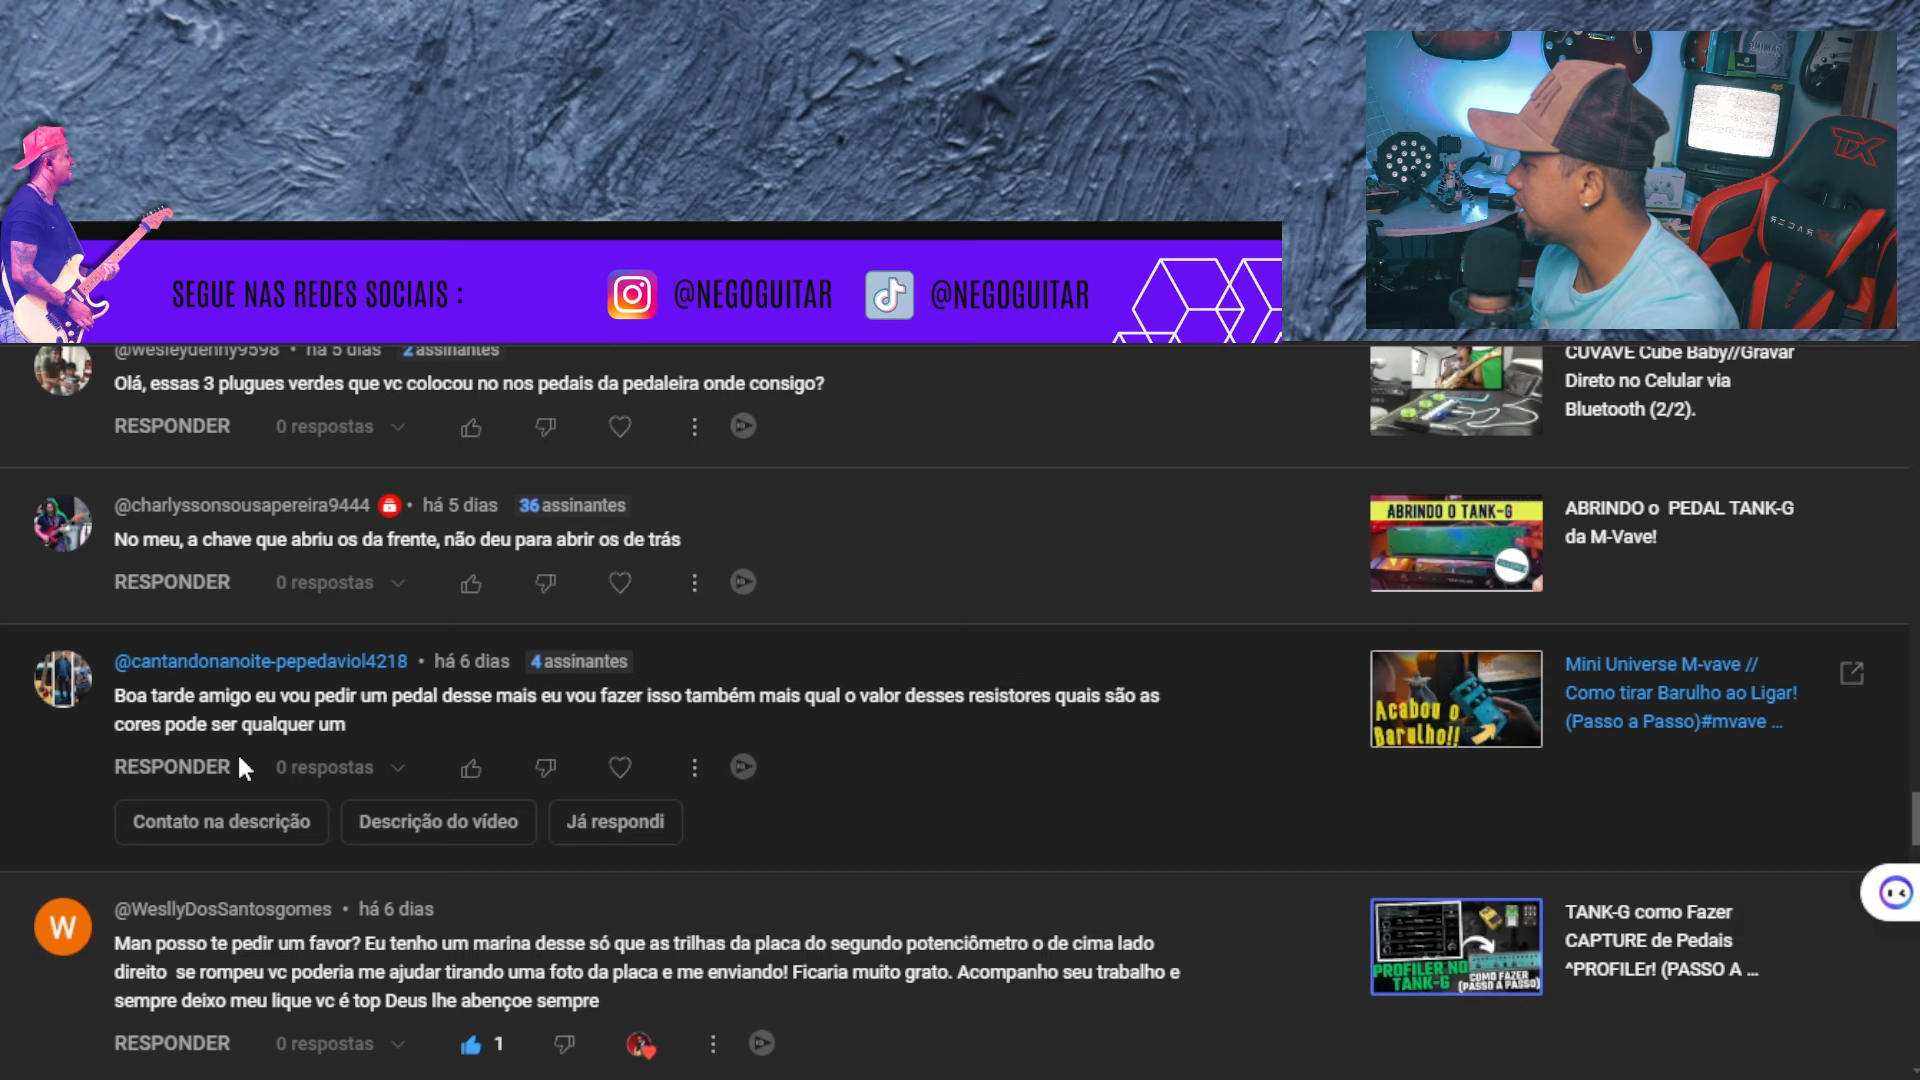 SEGUE NAS REDES SOCIAIS :
@NEGOGUITAR
@NEGOGUITAR
TX
@wesleydenny9598 • há 5 dias 2 assinantes
Olá, essas 3 plugues verdes que vc colocou no nos pedais da pedaleira onde consigo?
RESPONDER 0 respostas
CUVAVE Cube Baby//Gravar
Direto no Celular via
Bluetooth (2/2).
@charlyssonsousapereira9444 • há 5 dias 36 assinantes
No meu, a chave que abriu os da frente, não deu para abrir os de trás
RESPONDER 0 respostas
ABRINDO O TANK-G
ABRINDO o PEDAL TANK-G
da M-Vave!
@cantandonanoite-pepedaviol4218 • há 6 dias 4 assinantes
Boa tarde amigo eu vou pedir um pedal desse mais eu vou fazer isso também mais qual o valor desses resistores quais são as
cores pode ser qualquer um
RESPONDER 0 respostas
Contato na descrição
Descrição do vídeo
Já respondi
Acabou o
Barulho!!
Mini Universe M-vave //
Como tirar Barulho ao Ligar!
(Passo a Passo)#mvave ...
W
@WesllyDosSantosgomes • há 6 dias
Man posso te pedir um favor? Eu tenho um marina desse só que as trilhas da placa do segundo potenciômetro o de cima lado
direito se rompeu vc poderia me ajudar tirando uma foto da placa e me enviando! Ficaria muito grato. Acompanho seu trabalho e
sempre deixo meu lique vc é top Deus lhe abençoe sempre
RESPONDER 0 respostas 1
PROFILER NO
TANK-G
COMO FAZER
(PASSO A PASSO)
TANK-G como Fazer
CAPTURE de Pedais
^PROFILEr! (PASSO A ...